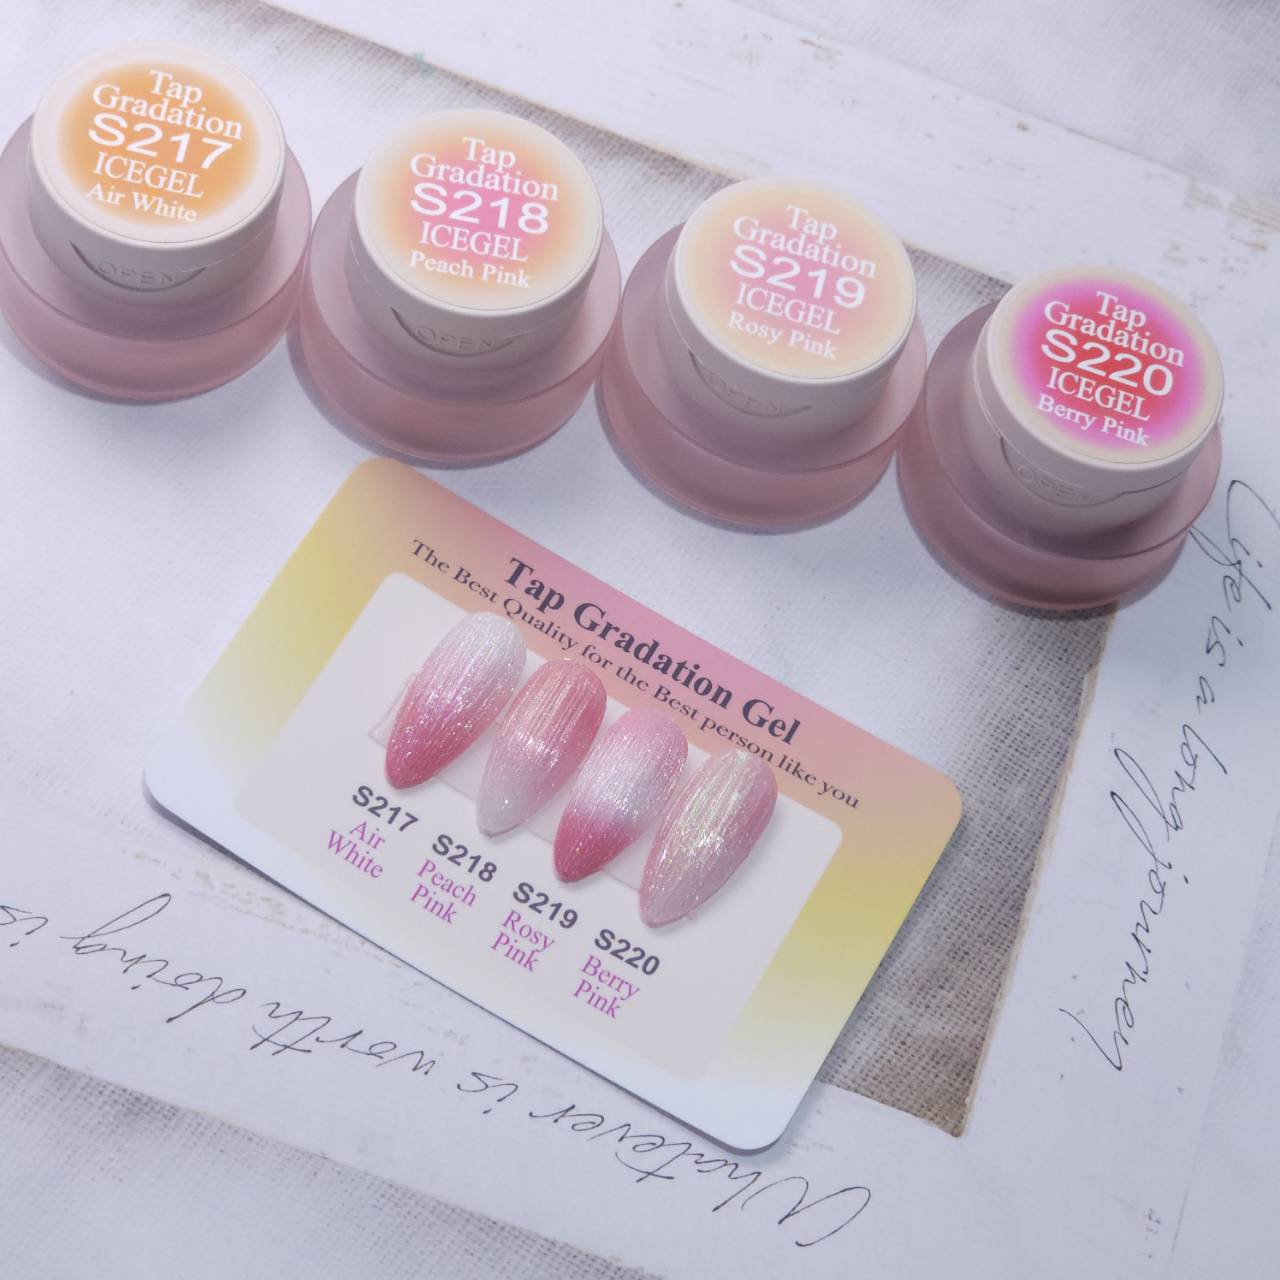 Tap
Gradation
S217
ICEGEL
Air White
OPEN
Tap
Gradation
S218
ICEGEL
Peach Pink
OPEN
Tap
Gradation
S219
ICEGEL
Rosy Pink
OPEN
Tap
Gradation
S220
ICEGEL
Berry Pink
OPEN
Tap Gradation Gel
The Best Quality for the Best person like you
S217
Air
White
S218
Peach
Pink
S219
Rosy
Pink
S220
Berry
Pink
Life is a long journey
Whatever is worth doing is